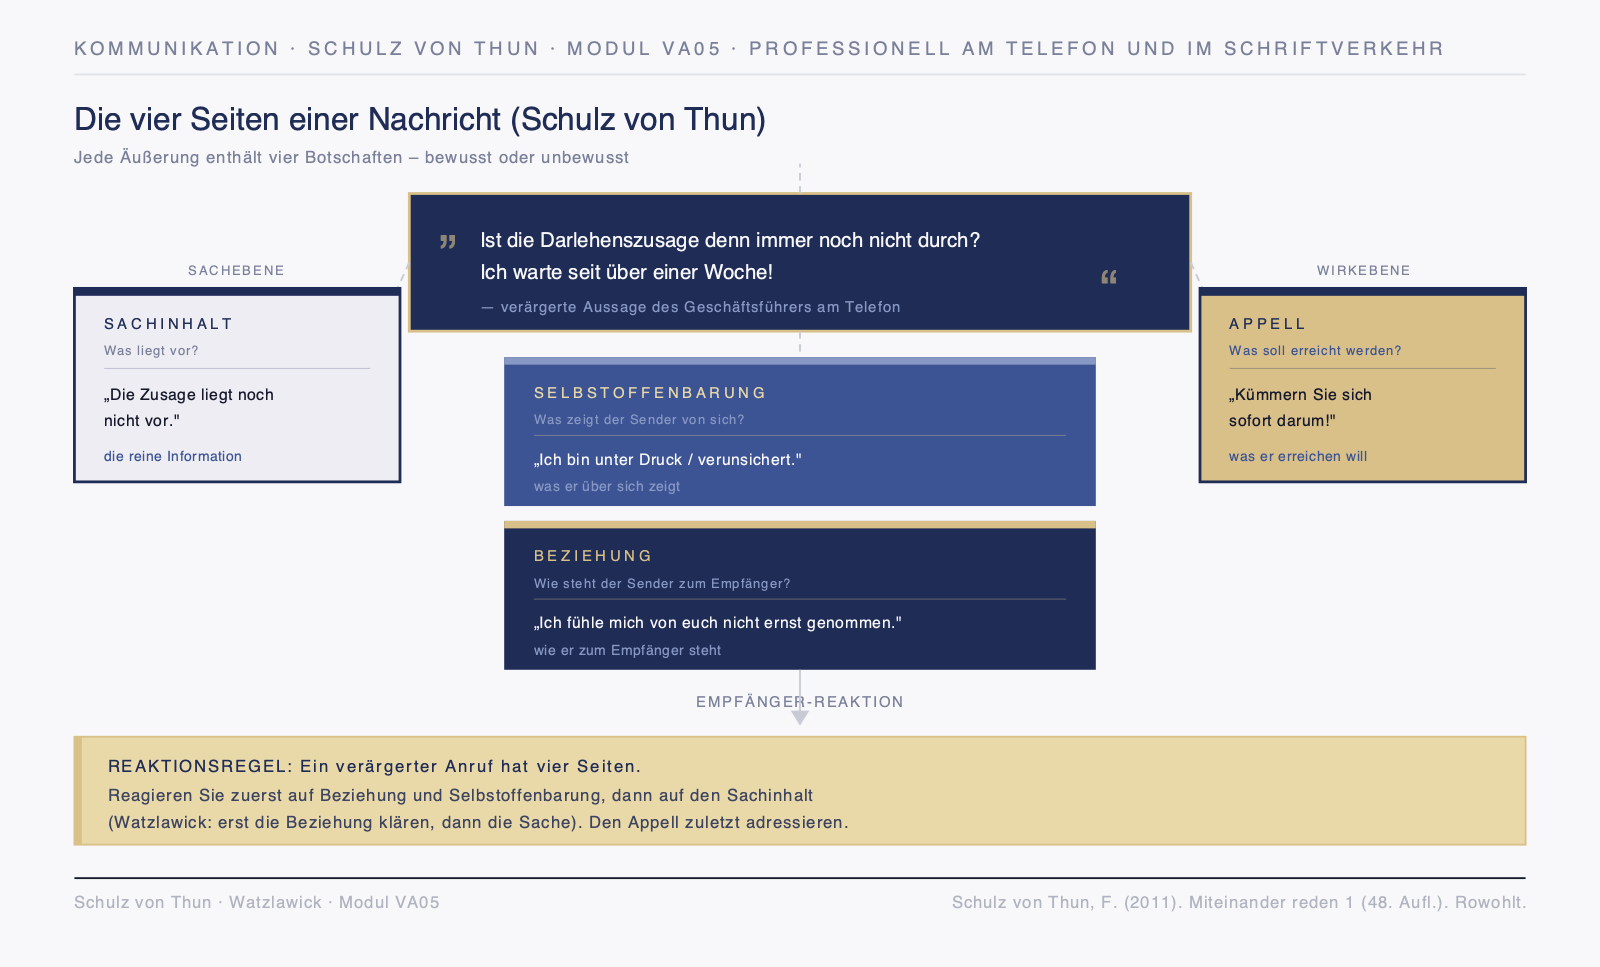 KOMMUNIKATION · SCHULZ VON THUN · MODUL VA05 · PROFESSIONELL AM TELEFON UND IM SCHRIFTVERKEHR
Die vier Seiten einer Nachricht (Schulz von Thun)
Jede Äußerung enthält vier Botschaften – bewusst oder unbewusst
” Ist die Darlehenszusage denn immer noch nicht durch?
Ich warte seit über einer Woche! “
— verärgerte Aussage des Geschäftsführers am Telefon
SACHEBENE
SACHINHALT
Was liegt vor?
„Die Zusage liegt noch
nicht vor."
die reine Information
SELBSTOFFENBARUNG
Was zeigt der Sender von sich?
„Ich bin unter Druck / verunsichert."
was er über sich zeigt
BEZIEHUNG
Wie steht der Sender zum Empfänger?
„Ich fühle mich von euch nicht ernst genommen."
wie er zum Empfänger steht
WIRKEBENE
APPELL
Was soll erreicht werden?
„Kümmern Sie sich
sofort darum!"
was er erreichen will
EMPFÄNGER-REAKTION
REAKTIONSREGEL: Ein verärgerter Anruf hat vier Seiten.
Reagieren Sie zuerst auf Beziehung und Selbstoffenbarung, dann auf den Sachinhalt
(Watzlawick: erst die Beziehung klären, dann die Sache). Den Appell zuletzt adressieren.
Schulz von Thun · Watzlawick · Modul VA05
Schulz von Thun, F. (2011). Miteinander reden 1 (48. Aufl.). Rowohlt.